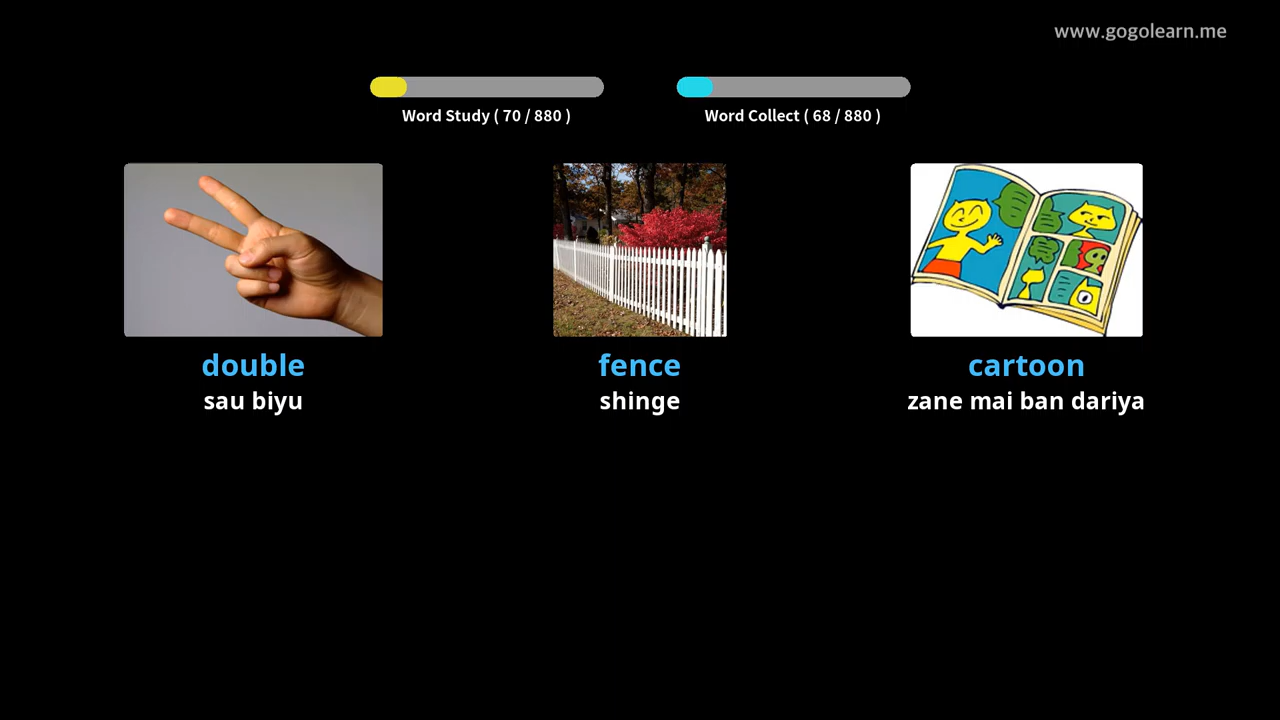 www.gogolearn.me
Word Study ( 70 / 880 )
Word Collect ( 68 / 880 )
double
sau biyu
fence
shinge
cartoon
zane mai ban dariya